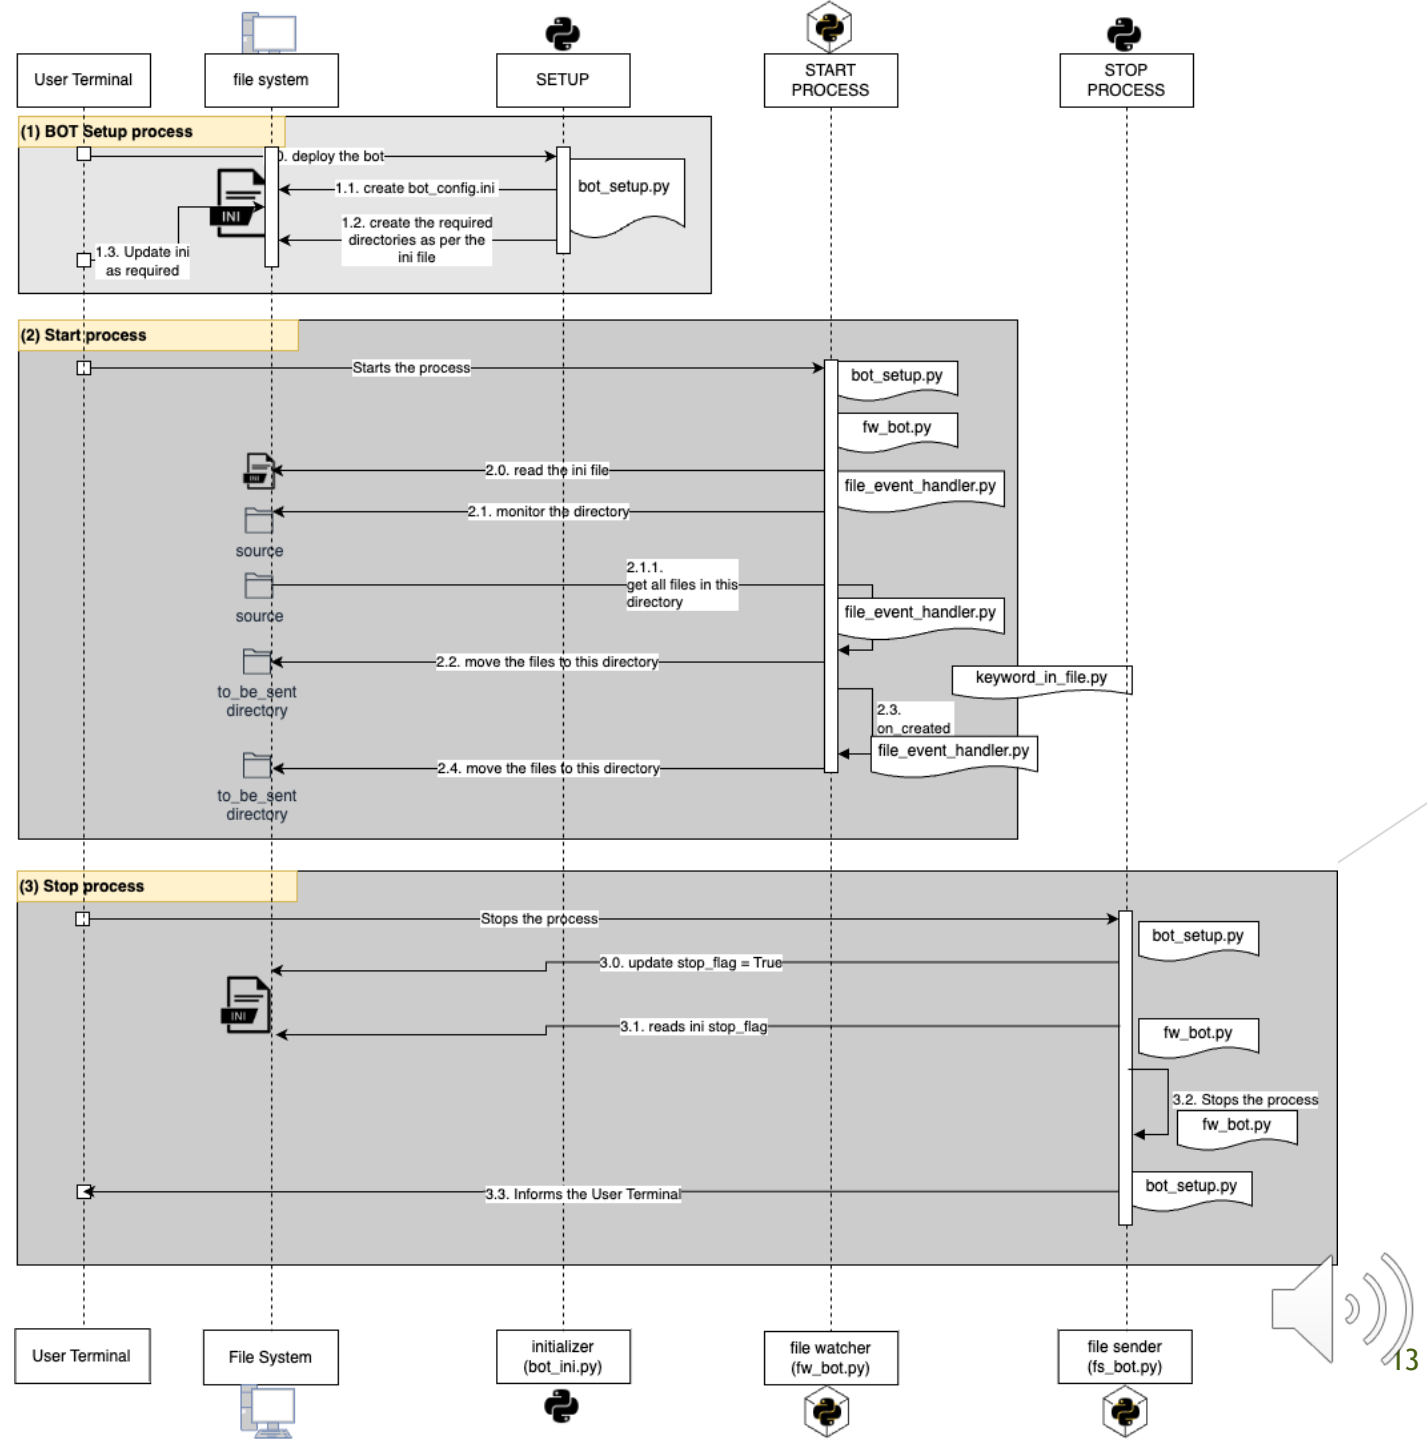 User Terminal
file system
SETUP
START
PROCESS
STOP
PROCESS
(1) BOT Setup process
0. deploy the bot
1.1. create bot_config.ini
bot_setup.py
INI
1.2. create the required
directories as per the
ini file
1.3. Update ini
as required
(2) Start process
Starts the process
bot_setup.py
fw_bot.py
2.0. read the ini file
INI
file_event_handler.py
2.1. monitor the directory
source
2.1.1.
get all files in this
directory
source
file_event_handler.py
2.2. move the files to this directory
to_be_sent
directory
keyword_in_file.py
2.3.
on_created
file_event_handler.py
2.4. move the files to this directory
to_be_sent
directory
(3) Stop process
Stops the process
bot_setup.py
3.0. update stop_flag = True
INI
3.1. reads ini stop_flag
fw_bot.py
3.2. Stops the process
fw_bot.py
bot_setup.py
3.3. Informs the User Terminal
User Terminal
File System
initializer
(bot_ini.py)
file watcher
(fw_bot.py)
file sender
(fs_bot.py)
13